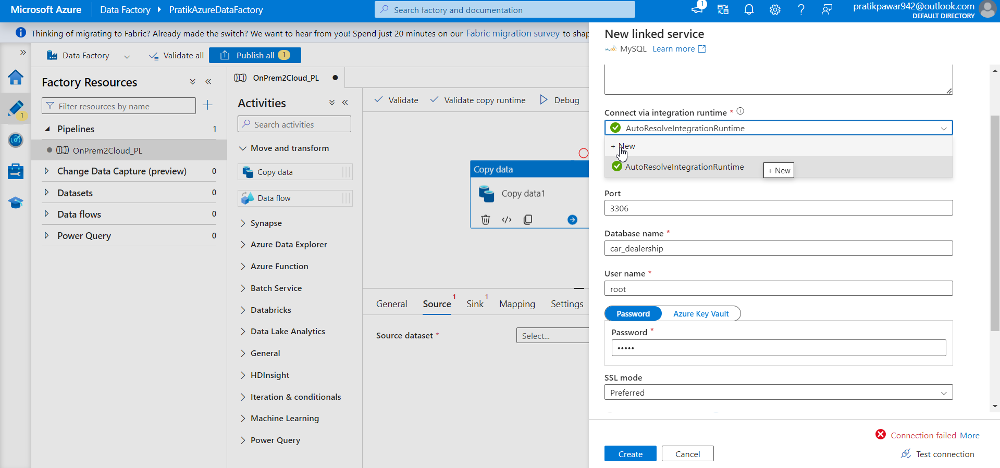 Microsoft Azure
Data Factory
PratikAzureDataFactory
Search factory and documentation
1
pratikpawar942@outlook.com
DEFAULT DIRECTORY
Thinking of migrating to Fabric? Already made the switch? We want to hear from you! Spend just 20 minutes on our Fabric migration survey to shap
Data Factory
Validate all
Publish all 1
1
Factory Resources
Filter resources by name
Pipelines 1
OnPrem2Cloud_PL
Change Data Capture (preview) 0
Datasets 0
Data flows 0
Power Query 0
OnPrem2Cloud_PL
Activities
Search activities
Move and transform
Copy data
Data flow
Synapse
Azure Data Explorer
Azure Function
Batch Service
Databricks
Data Lake Analytics
General
HDInsight
Iteration & conditionals
Machine Learning
Power Query
Validate
Validate copy runtime
Debug
Copy data
Copy data1
General
Source 1
Sink 1
Mapping
Settings
Source dataset *
Select...
New linked service
MySQL MySQL Learn more
Connect via integration runtime *
AutoResolveIntegrationRuntime
+ New
AutoResolveIntegrationRuntime
+ New
Port
3306
Database name *
car_dealership
User name *
root
Password
Azure Key Vault
Password *
•••••
SSL mode
Preferred
Connection failed More
Create
Cancel
Test connection